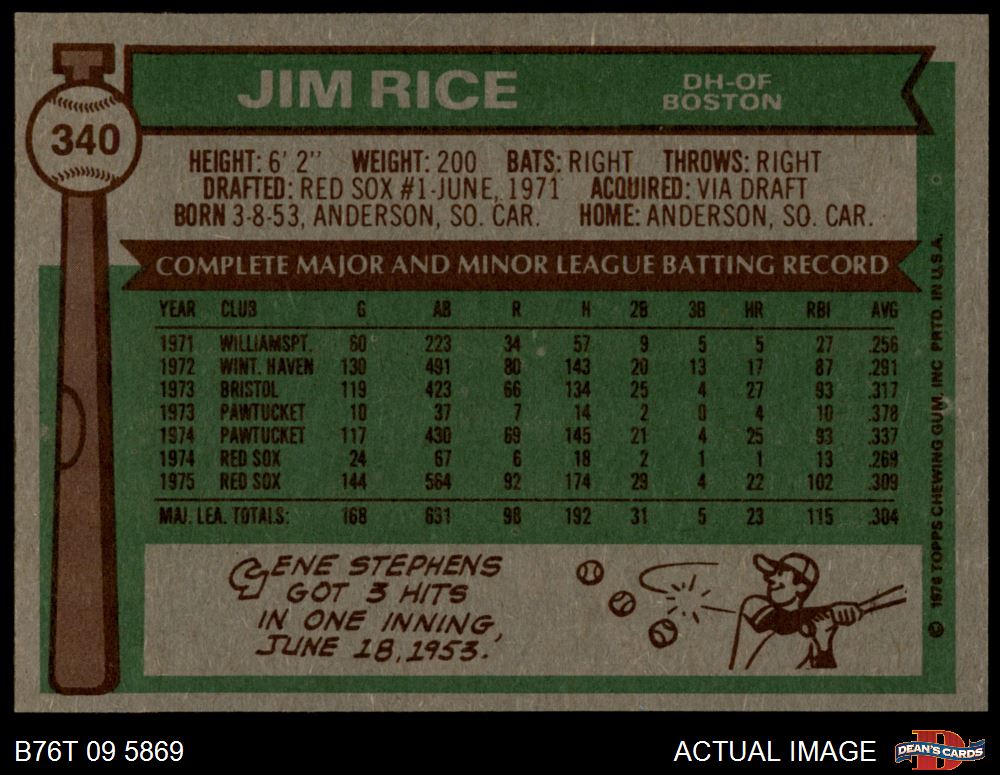 340
JIM RICE
DH-OF
BOSTON
HEIGHT: 6' 2" WEIGHT: 200 BATS: RIGHT THROWS: RIGHT
DRAFTED: RED SOX #1-JUNE, 1971 ACQUIRED: VIA DRAFT
BORN 3-8-53, ANDERSON, SO. CAR. HOME: ANDERSON, SO. CAR.
COMPLETE MAJOR AND MINOR LEAGUE BATTING RECORD
YEAR CLUB G AB R H 2B 3B HR RBI AVG
1971 WILLIAMSPT. 60 223 34 57 9 5 5 27 .256
1972 WINT. HAVEN 130 491 80 143 20 13 17 87 .291
1973 BRISTOL 119 423 66 134 25 4 27 93 .317
1973 PAWTUCKET 10 37 7 14 2 0 4 10 .378
1974 PAWTUCKET 117 430 69 145 21 4 25 93 .337
1974 RED SOX 24 67 6 18 2 1 1 13 .269
1975 RED SOX 144 564 92 174 29 4 22 102 .309
MAJ. LEA. TOTALS: 168 631 98 192 31 5 23 115 .304
GENE STEPHENS
GOT 3 HITS
IN ONE INNING,
JUNE 18, 1953.
© 1976 TOPPS CHEWING GUM, INC PRTD. IN U.S.A.
B76T 09 5869
ACTUAL IMAGE
D
DEAN'S CARDS